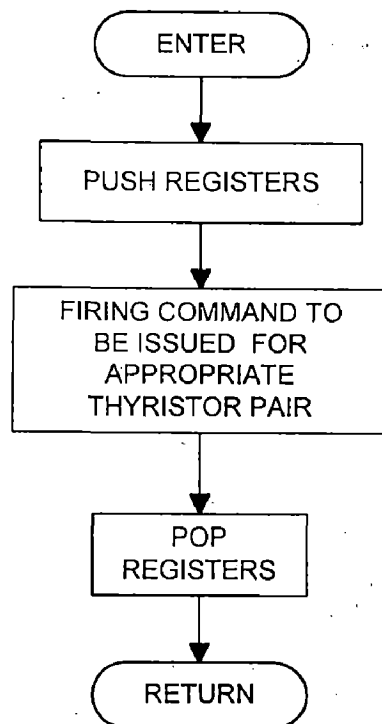 ENTER
PUSH REGISTERS
FIRING COMMAND TO
BE ISSUED FOR
APPROPRIATE
THYRISTOR PAIR
POP
REGISTERS
RETURN